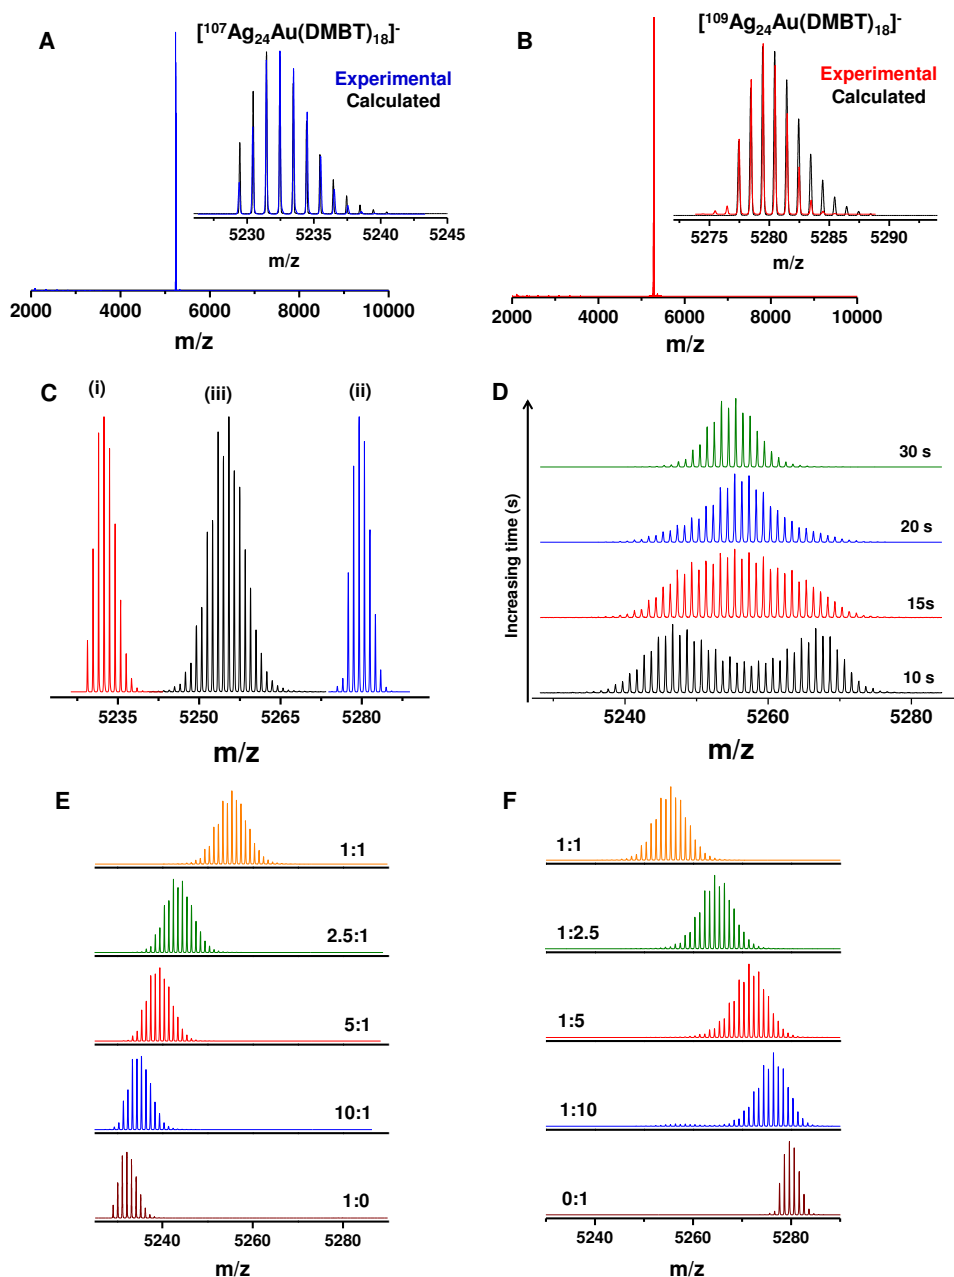 A
[¹⁰⁷Ag₂₄Au(DMBT)₁₈]⁻
Experimental
Calculated
5230 5235 5240 5245
m/z
2000 4000 6000 8000 10000
m/z
B
[¹⁰⁹Ag₂₄Au(DMBT)₁₈]⁻
Experimental
Calculated
5275 5280 5285 5290
m/z
2000 4000 6000 8000 10000
m/z
C
(i) (iii) (ii)
5235 5250 5265 5280
m/z
D
Increasing time (s)
30 s
20 s
15s
10 s
5240 5260 5280
m/z
E
1:1
2.5:1
5:1
10:1
1:0
5240 5260 5280
m/z
F
1:1
1:2.5
1:5
1:10
0:1
5240 5260 5280
m/z